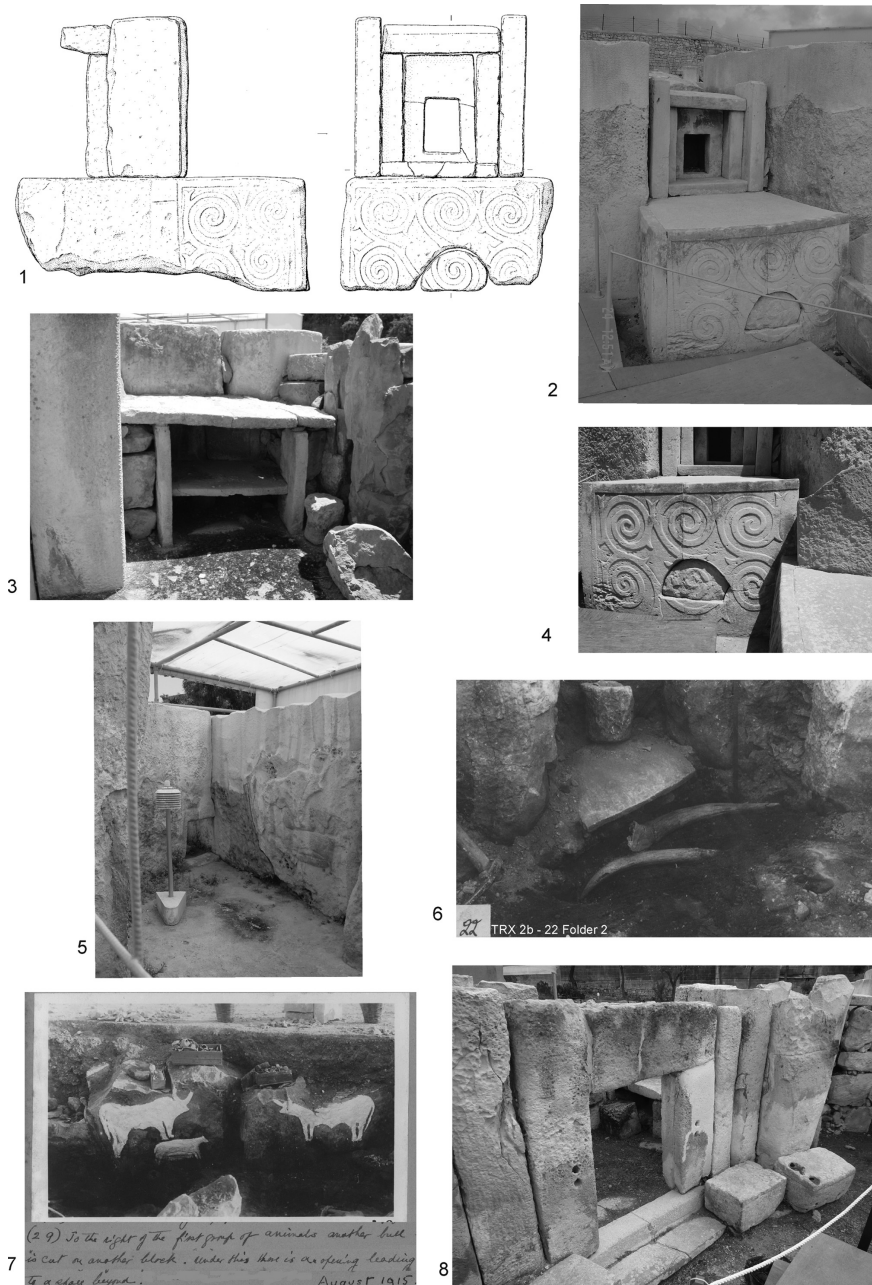 1
2
3
4
5
6
22
TRX 2b - 22 Folder 2
7
(29) To the right of the first group of animals another bull
is cut on another block. Under this there is an opening leading
to a space beyond.
August 1915
8